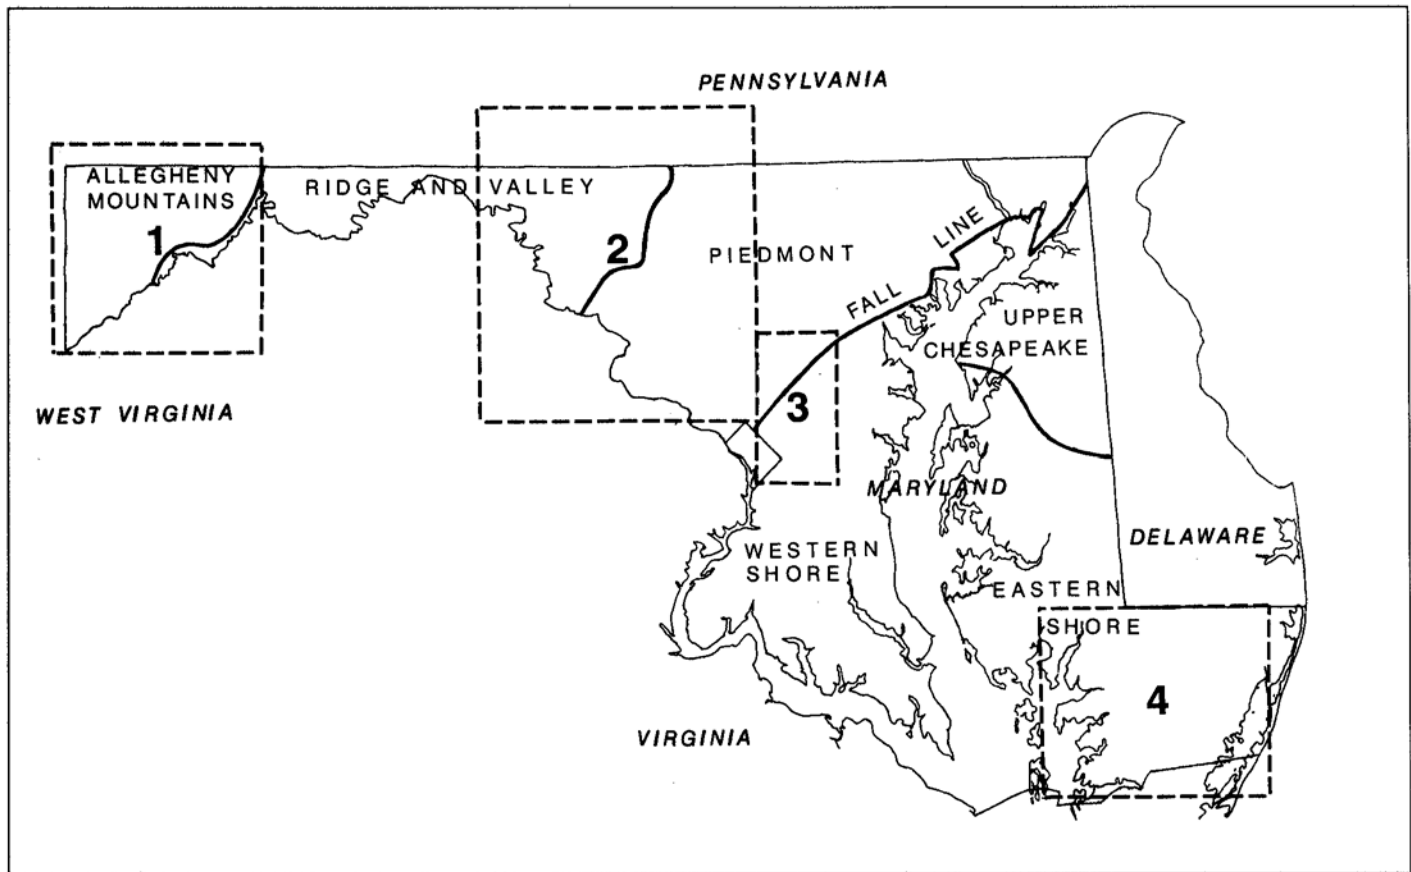 PENNSYLVANIA
ALLEGHENY
MOUNTAINS
RIDGE AND VALLEY
1
2
PIEDMONT
FALL LINE
UPPER
CHESAPEAKE
WEST VIRGINIA
3
MARYLAND
DELAWARE
WESTERN
SHORE
EASTERN
SHORE
4
VIRGINIA